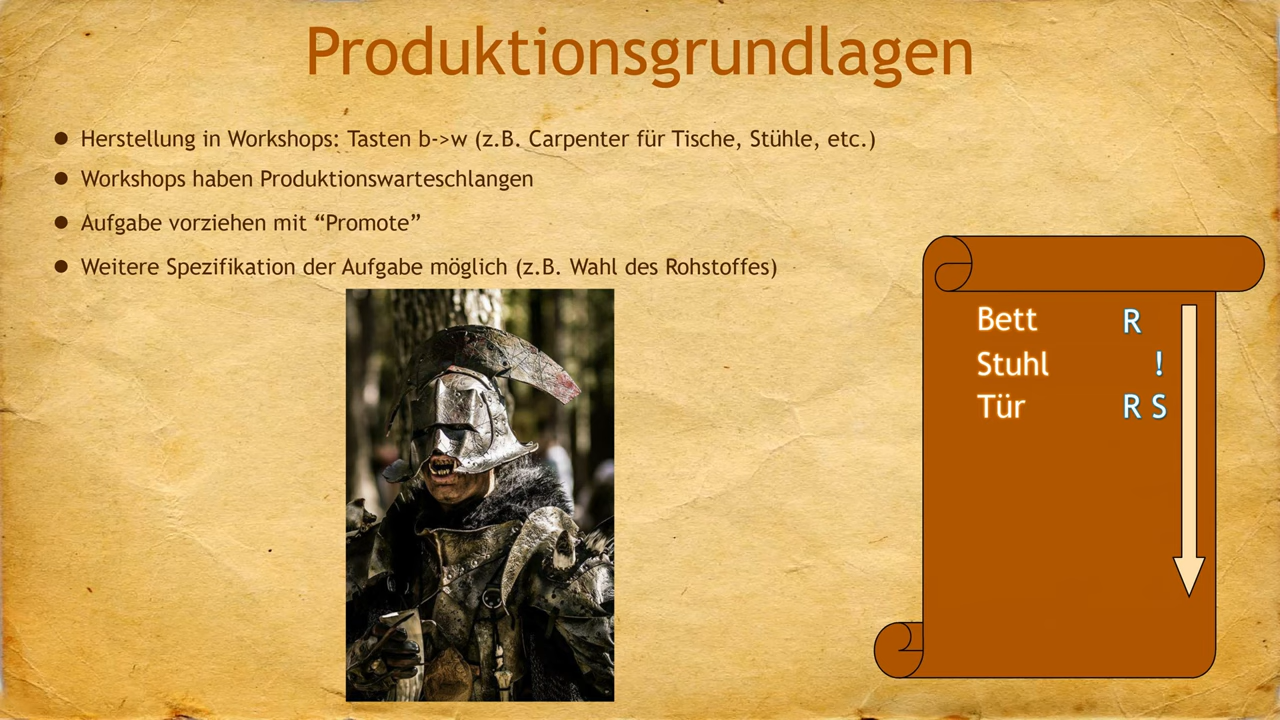 Produktionsgrundlagen
● Herstellung in Workshops: Tasten b->w (z.B. Carpenter für Tische, Stühle, etc.)
● Workshops haben Produktionswarteschlangen
● Aufgabe vorziehen mit “Promote”
● Weitere Spezifikation der Aufgabe möglich (z.B. Wahl des Rohstoffes)
Bett R
Stuhl !
Tür R S